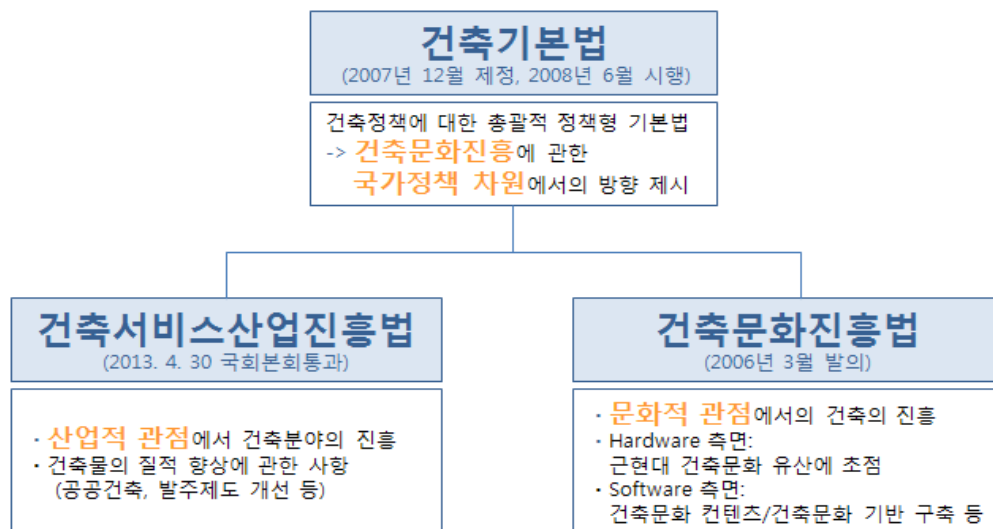 건축기본법
(2007년 12월 제정, 2008년 6월 시행)
건축정책에 대한 총괄적 정책형 기본법
-> 건축문화진흥에 관한
국가정책 차원에서의 방향 제시
건축서비스산업진흥법
(2013. 4. 30 국회본회통과)
· 산업적 관점에서 건축분야의 진흥
· 건축물의 질적 향상에 관한 사항
(공공건축, 발주제도 개선 등)
건축문화진흥법
(2006년 3월 발의)
· 문화적 관점에서의 건축의 진흥
· Hardware 측면:
근현대 건축문화 유산에 초점
· Software 측면:
건축문화 컨텐츠/건축문화 기반 구축 등